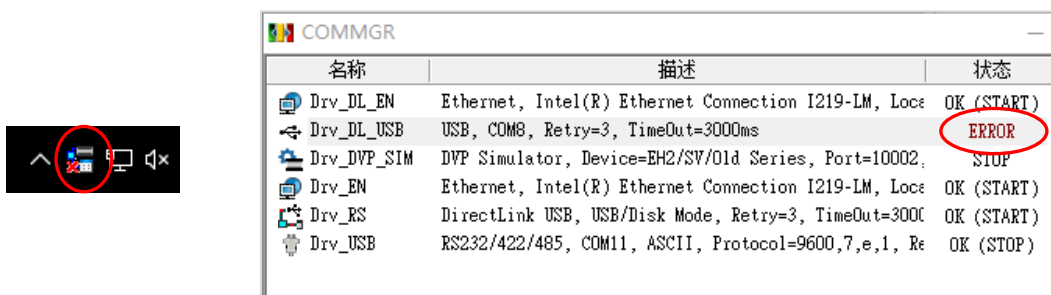 COMMGR
名称 描述 状态
Drv_DL_EN Ethernet, Intel(R) Ethernet Connection I219-LM, Loca OK (START)
Drv_DL_USB USB, COM8, Retry=3, TimeOut=3000ms ERROR
Drv_DVP_SIM DVP Simulator, Device=EH2/SV/Old Series, Port=10002, STOP
Drv_EN Ethernet, Intel(R) Ethernet Connection I219-LM, Loca OK (START)
Drv_RS DirectLink USB, USB/Disk Mode, Retry=3, TimeOut=3000 OK (START)
Drv_USB RS232/422/485, COM11, ASCII, Protocol=9600,7,e,1, Re OK (STOP)